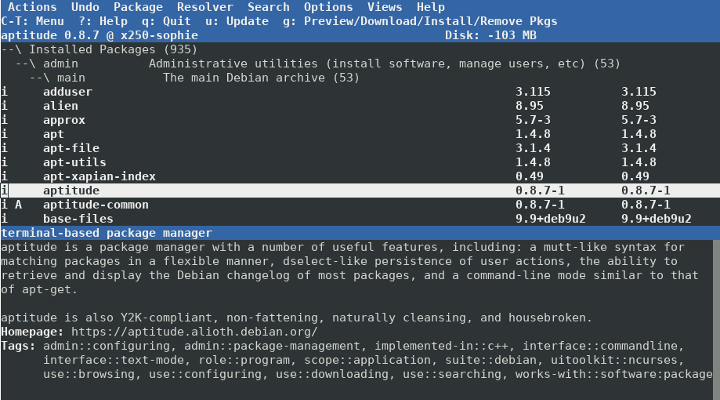 Actions  Undo  Package  Resolver  Search  Options  Views  Help
C-T: Menu  ?: Help  q: Quit  u: Update  g: Preview/Download/Install/Remove Pkgs
aptitude 0.8.7 @ x250-sophie                                   Disk: -103 MB
--\ Installed Packages (935)
  --\ admin          Administrative utilities (install software, manage users, etc) (53)
    --\ main           The main Debian archive (53)
i     adduser                                                            3.115          3.115
i     alien                                                              8.95           8.95
i     approx                                                             5.7-3          5.7-3
i     apt                                                                1.4.8          1.4.8
i     apt-file                                                           3.1.4          3.1.4
i     apt-utils                                                          1.4.8          1.4.8
i     apt-xapian-index                                                   0.49           0.49
i     aptitude                                                           0.8.7-1        0.8.7-1
i A   aptitude-common                                                    0.8.7-1        0.8.7-1
i     base-files                                                         9.9+deb9u2     9.9+deb9u2
terminal-based package manager
aptitude is a package manager with a number of useful features, including: a mutt-like syntax for
matching packages in a flexible manner, dselect-like persistence of user actions, the ability to
retrieve and display the Debian changelog of most packages, and a command-line mode similar to that
of apt-get.
aptitude is also Y2K-compliant, non-fattening, naturally cleansing, and housebroken.
Homepage: https://aptitude.alioth.debian.org/
Tags: admin::configuring, admin::package-management, implemented-in::c++, interface::commandline,
      interface::text-mode, role::program, scope::application, suite::debian, uitoolkit::ncurses,
      use::browsing, use::configuring, use::downloading, use::searching, works-with::software:package